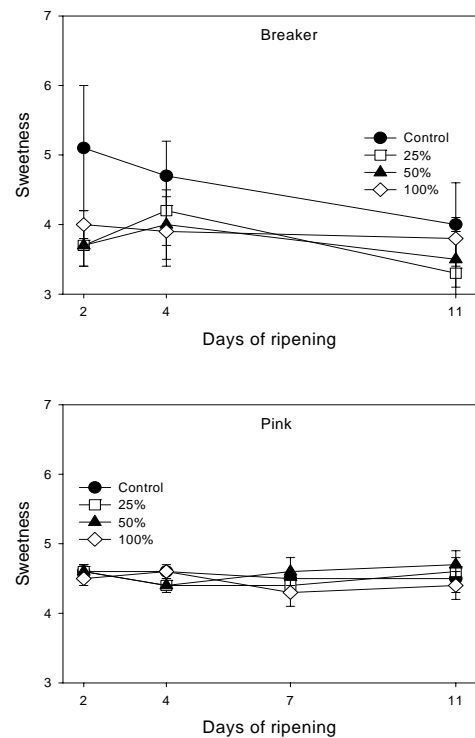 7
Breaker
6
Sweetness
5
Control
25%
50%
100%
4
3
2 4 11
Days of ripening
7
Pink
6
Sweetness
5
Control
25%
50%
100%
4
3
2 4 7 11
Days of ripening